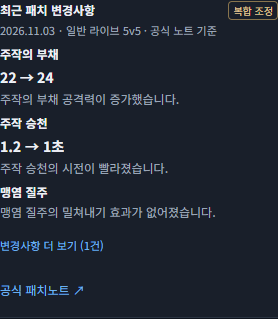 최근 패치 변경사항
복합 조정
2026.11.03 · 일반 라이브 5v5 · 공식 노트 기준
주작의 부채
22 → 24
주작의 부채 공격력이 증가했습니다.
주작 승천
1.2 → 1초
주작 승천의 시전이 빨라졌습니다.
맹염 질주
맹염 질주의 밀쳐내기 효과가 없어졌습니다.
변경사항 더 보기 (1건)
공식 패치노트 ↗